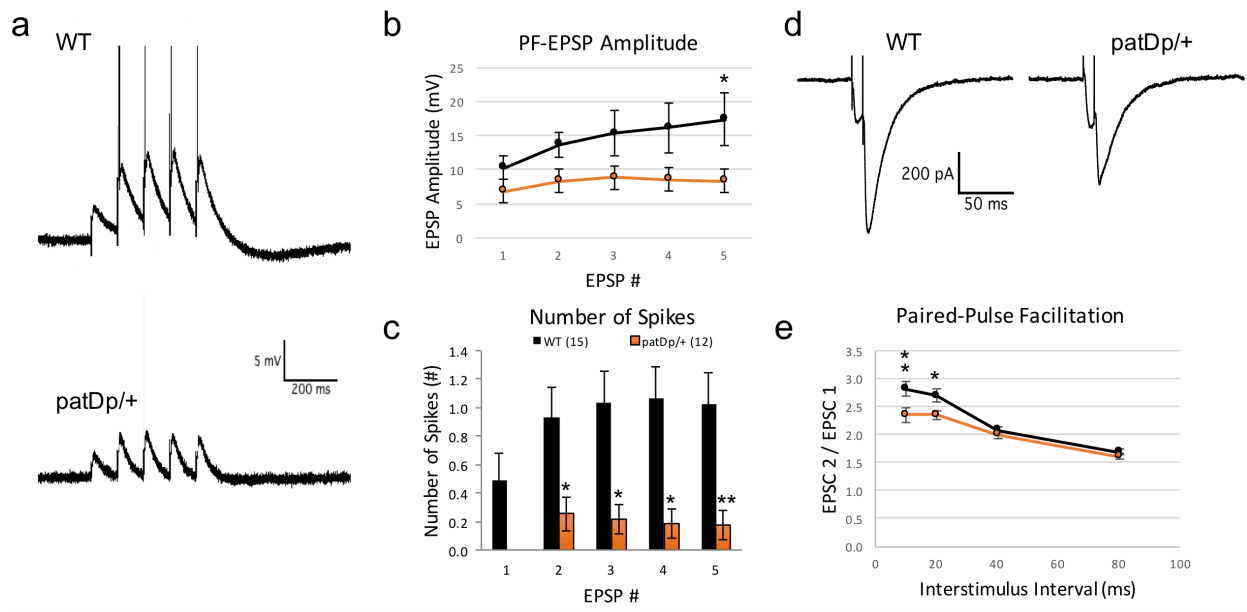 a
WT
5 mV
200 ms
patDp/+
b
PF-EPSP Amplitude
EPSP Amplitude (mV)
25
20
15
10
5
0
*
1 2 3 4 5
EPSP #
c
Number of Spikes
WT (15) patDp/+ (12)
Number of Spikes (#)
1.4
1.2
1.0
0.8
0.6
0.4
0.2
0.0
* * * **
1 2 3 4 5
EPSP #
d
WT patDp/+
200 pA
50 ms
e
Paired-Pulse Facilitation
EPSC 2 / EPSC 1
3.5
3.0
2.5
2.0
1.5
1.0
0.5
0.0
*
* *
0 20 40 60 80 100
Interstimulus Interval (ms)